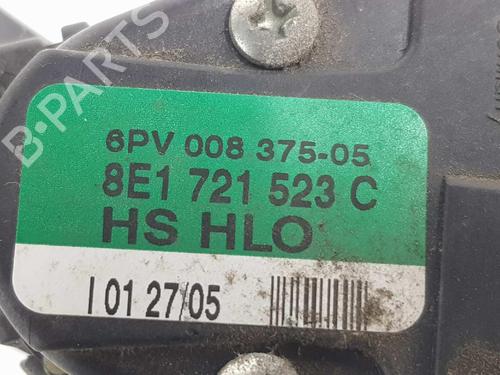 6PV 008 375-05
8E1 721 523 C
HS HLO
I 01 27/05
B-PARTS